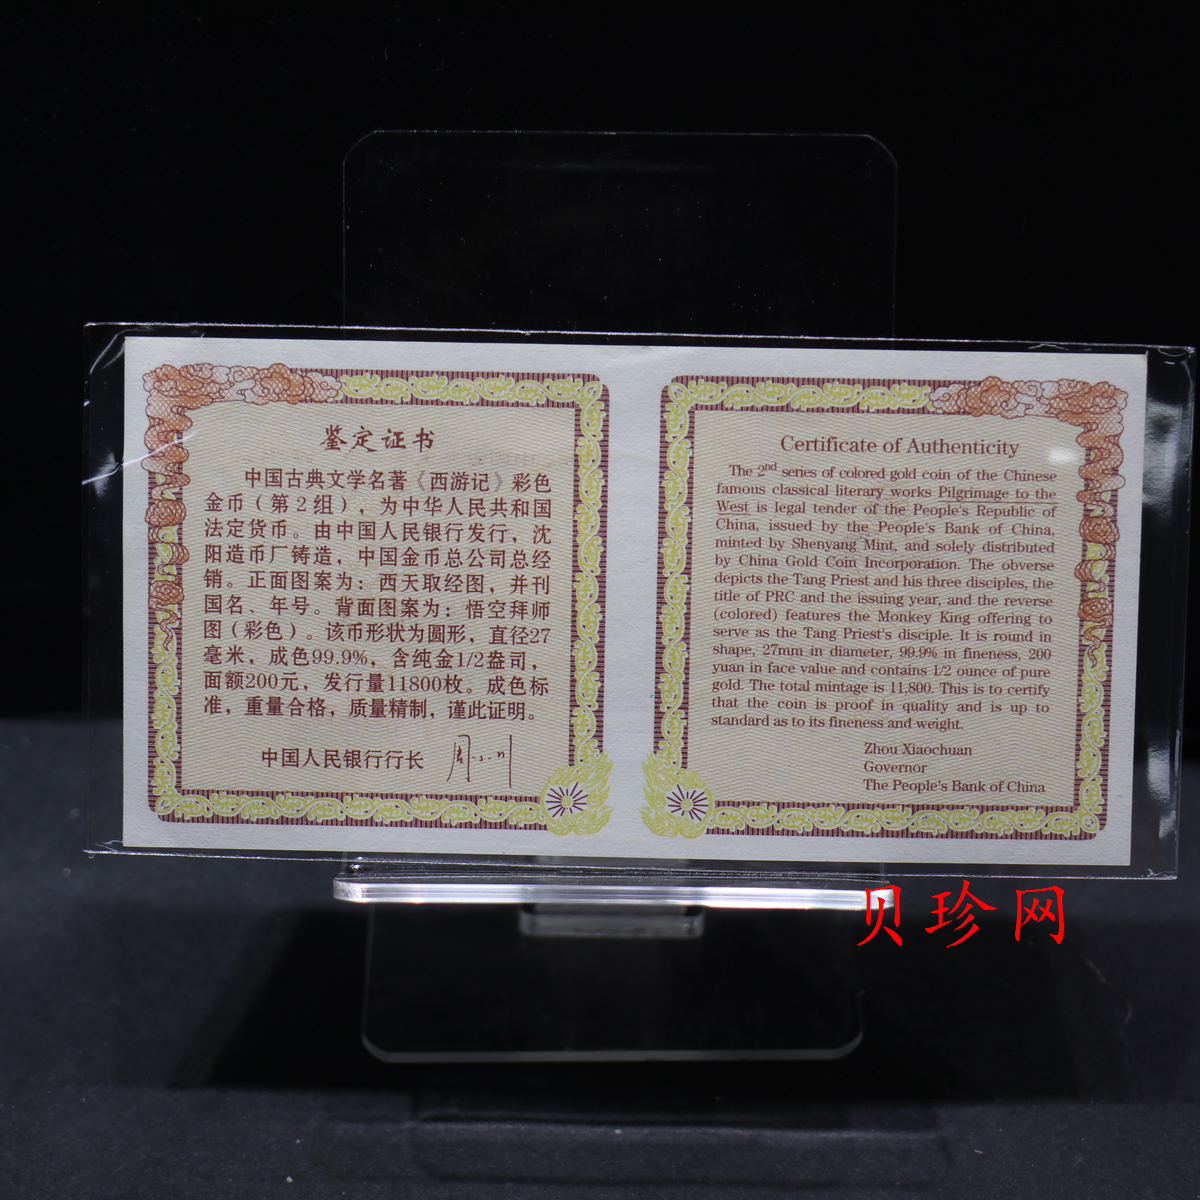 鉴定证书
中国古典文学名著《西游记》彩色
金币（第2组），为中华人民共和国
法定货币。由中国人民银行发行，沈
阳造币厂铸造，中国金币总公司总经
销。正面图案为：西天取经图，并刊
国名、年号。背面图案为：悟空拜师
图（彩色）。该币形状为圆形，直径27
毫米，成色99.9%，含纯金1/2盎司，
面额200元，发行量11800枚。成色标
准，重量合格，质量精制，谨此证明。
中国人民银行行长 周小川
Certificate of Authenticity
The 2nd series of colored gold coin of the Chinese
famous classical literary works Pilgrimage to the
West is legal tender of the People's Republic of
China, issued by the People's Bank of China,
minted by Shenyang Mint, and solely distributed
by China Gold Coin Incorporation. The obverse
depicts the Tang Priest and his three disciples, the
title of PRC and the issuing year, and the reverse
(colored) features the Monkey King offering to
serve as the Tang Priest's disciple. It is round in
shape, 27mm in diameter, 99.9% in fineness, 200
yuan in face value and contains 1/2 ounce of pure
gold. The total mintage is 11,800. This is to certify
that the coin is proof in quality and is up to
standard as to its fineness and weight.
Zhou Xiaochuan
Governor
The People's Bank of China
贝珍网